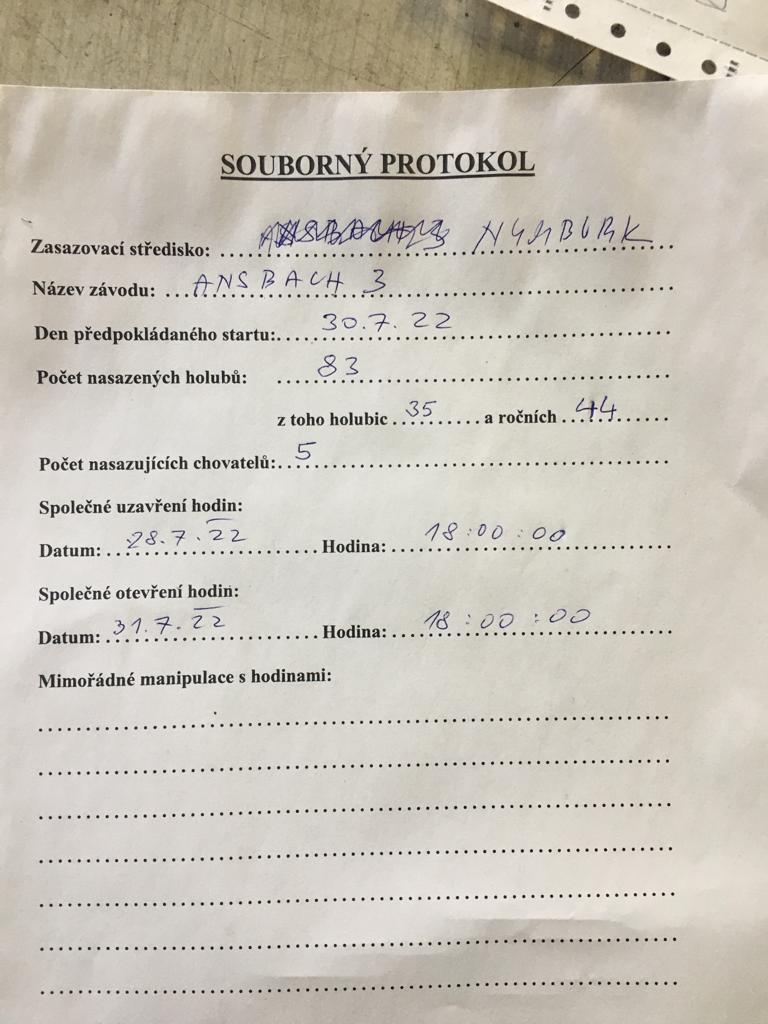 SOUBORNÝ PROTOKOL
Zasazovací středisko: ANSBACH 3 NYMBURK
Název závodu: ANSBACH 3
Den předpokládaného startu: 30.7.22
Počet nasazených holubů: 83
z toho holubic 35 a ročních 44
Počet nasazujících chovatelů: 5
Společné uzavření hodin:
Datum: 28.7.22 Hodina: 18:00:00
Společné otevření hodin:
Datum: 31.7.22 Hodina: 18:00:00
Mimořádné manipulace s hodinami: